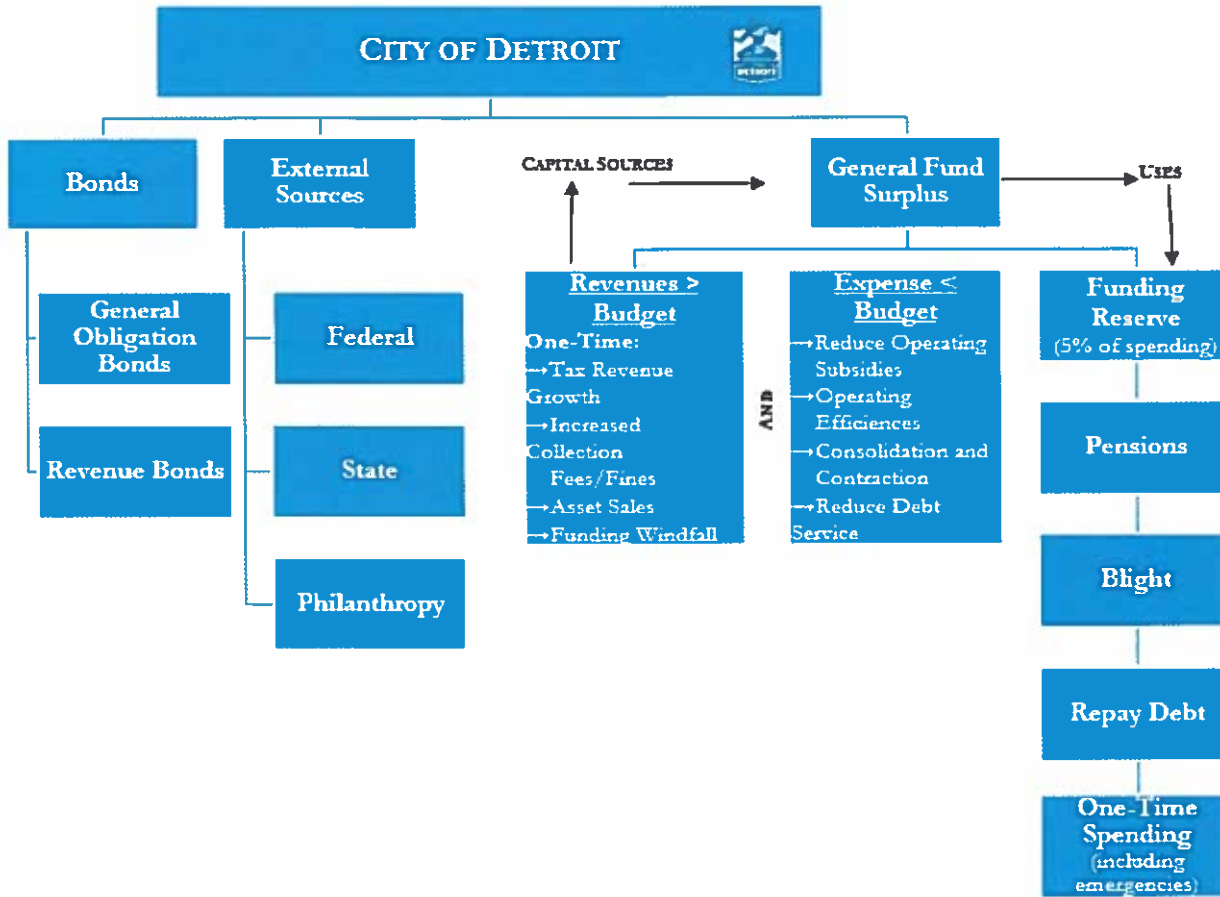 CITY OF DETROIT
DETROIT
Bonds
External
Sources
CAPITAL SOURCES
General Fund
Surplus
USES
General
Obligation
Bonds
Revenue Bonds
Federal
State
Philanthropy
Revenues >
Budget
One-Time:
→Tax Revenue
Growth
→Increased
Collection
Fees/Fines
→Asset Sales
→Funding Windfall
AND
Expense <
Budget
→Reduce Operating
Subsidies
→Operating
Efficiences
→Consolidation and
Contraction
→Reduce Debt
Service
Funding
Reserve
(5% of spending)
Pensions
Blight
Repay Debt
One-Time
Spending
(including
emergencies)